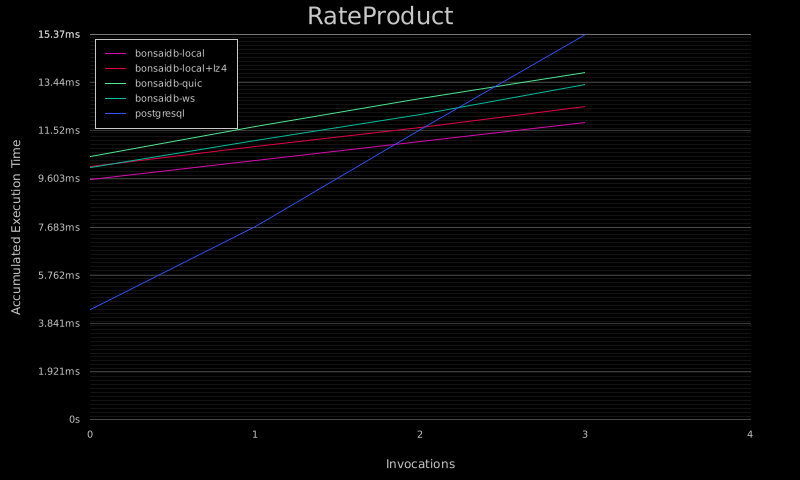 RateProduct
15.37ms
13.44ms
11.52ms
9.603ms
7.683ms
5.762ms
3.841ms
1.921ms
0s
bonsaidb-local
bonsaidb-local+lz4
bonsaidb-quic
bonsaidb-ws
postgresql
Accumulated Execution Time
0 1 2 3 4
Invocations